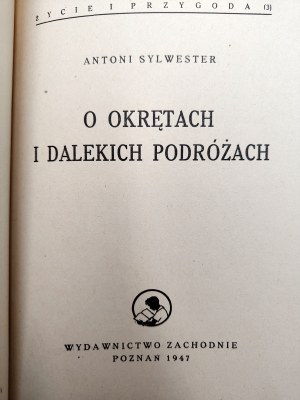 ŻYCIE I PRZYGODA (3)
ANTONI SYLWESTER
O OKRĘTACH
I DALEKICH PODRÓŻACH
WYDAWNICTWO ZACHODNIE
POZNAŃ 1947